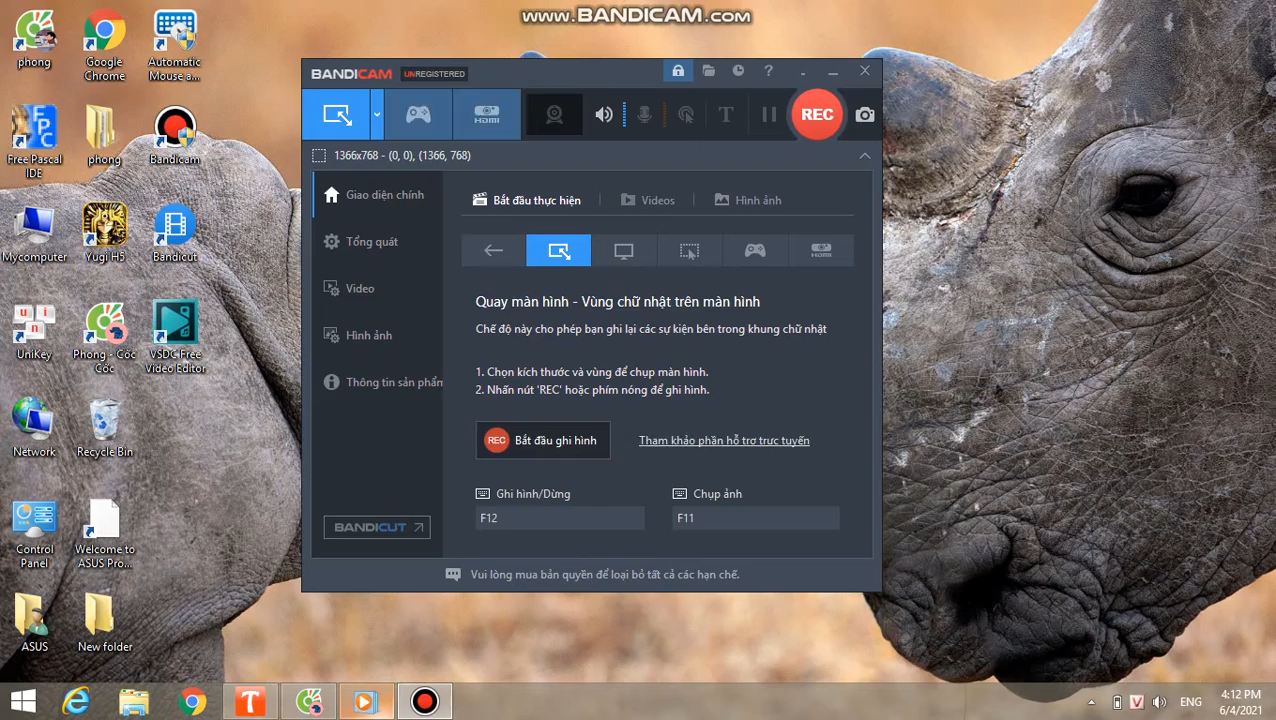 www.BANDICAM.com
phong
Google Chrome
Automatic Mouse a...
Free Pascal IDE
phong
Bandicam
Mycomputer
Yugi H5
Bandicut
UniKey
Phong - Cốc Cốc
VSDC Free Video Editor
Network
Recycle Bin
Control Panel
Welcome to ASUS Pro...
ASUS
New folder
BANDICAM UNREGISTERED
HDMI
REC
1366x768 - (0, 0), (1366, 768)
Giao diện chính
Tổng quát
Video
Hình ảnh
Thông tin sản phẩm
BANDICUT
Bắt đầu thực hiện
Videos
Hình ảnh
HDMI
Quay màn hình - Vùng chữ nhật trên màn hình
Chế độ này cho phép bạn ghi lại các sự kiện bên trong khung chữ nhật
1. Chọn kích thước và vùng để chụp màn hình.
2. Nhấn nút 'REC' hoặc phím nóng để ghi hình.
REC Bắt đầu ghi hình
Tham khảo phần hỗ trợ trực tuyến
Ghi hình/Dừng
Chụp ảnh
F12
F11
Vui lòng mua bản quyền để loại bỏ tất cả các hạn chế.
ENG
4:12 PM
6/4/2021